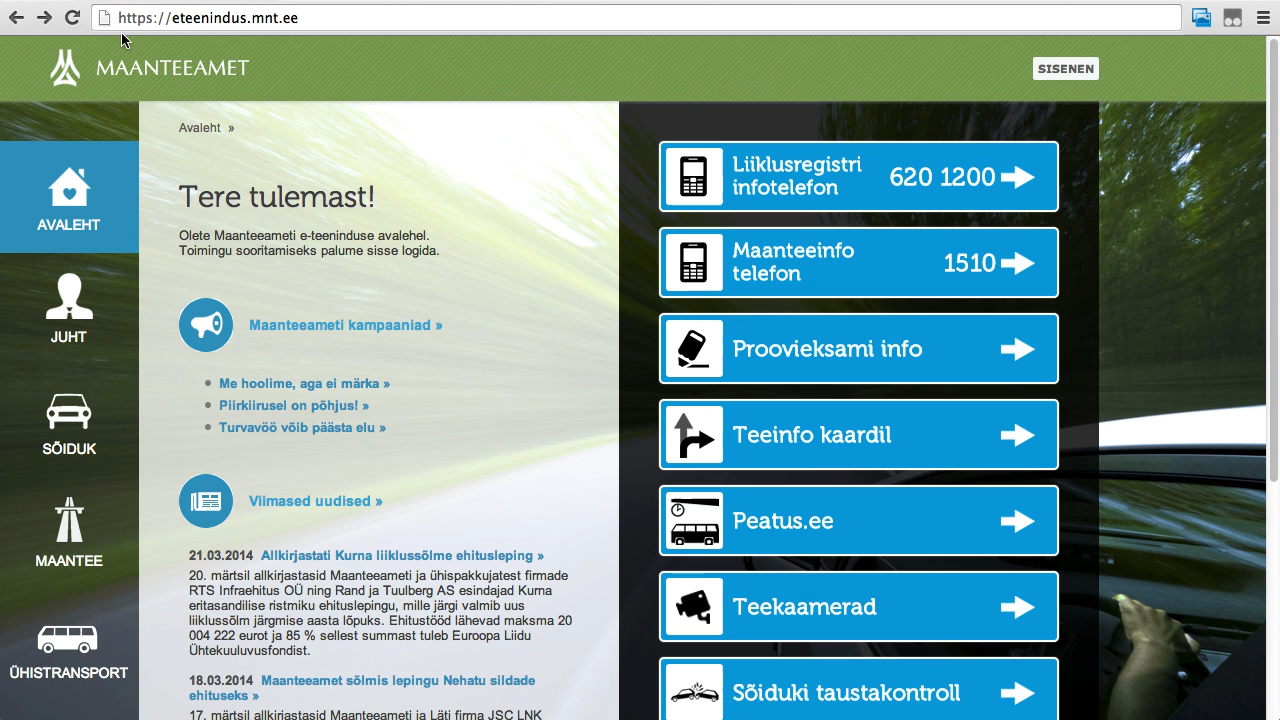 https://eteenindus.mnt.ee
MAANTEEAMET
SISENEN
AVALEHT
JUHT
SÕIDUK
MAANTEE
ÜHISTRANSPORT
Avaleht »
Tere tulemast!
Olete Maanteeameti e-teeninduse avalehel.
Toimingu sooritamiseks palume sisse logida.
Maanteeameti kampaaniad »
Me hoolime, aga ei märka »
Piirkiirusel on põhjus! »
Turvavöö võib päästa elu »
Viimased uudised »
21.03.2014 Allkirjastati Kurna liiklussõlme ehitusleping »
20. märtsil allkirjastasid Maanteeameti ja ühispakkujatest firmade
RTS Infraehitus OÜ ning Rand ja Tuulberg AS esindajad Kurna
eritasandilise ristmiku ehituslepingu, mille järgi valmib uus
liiklussõlm järgmise aasta lõpuks. Ehitustööd lähevad maksma 20
004 222 eurot ja 85 % sellest summast tuleb Euroopa Liidu
Ühtekuuluvusfondist.
18.03.2014 Maanteeamet sõlmis lepingu Nehatu sildade
ehituseks »
17. märtsil allkirjastasid Maanteeamet ja Läti firma JSC LNK
Liiklusregistri
infotelefon
620 1200
Maanteeinfo
telefon
1510
Proovieksami info
Teeinfo kaardil
Peatus.ee
Teekaamerad
Sõiduki taustakontroll